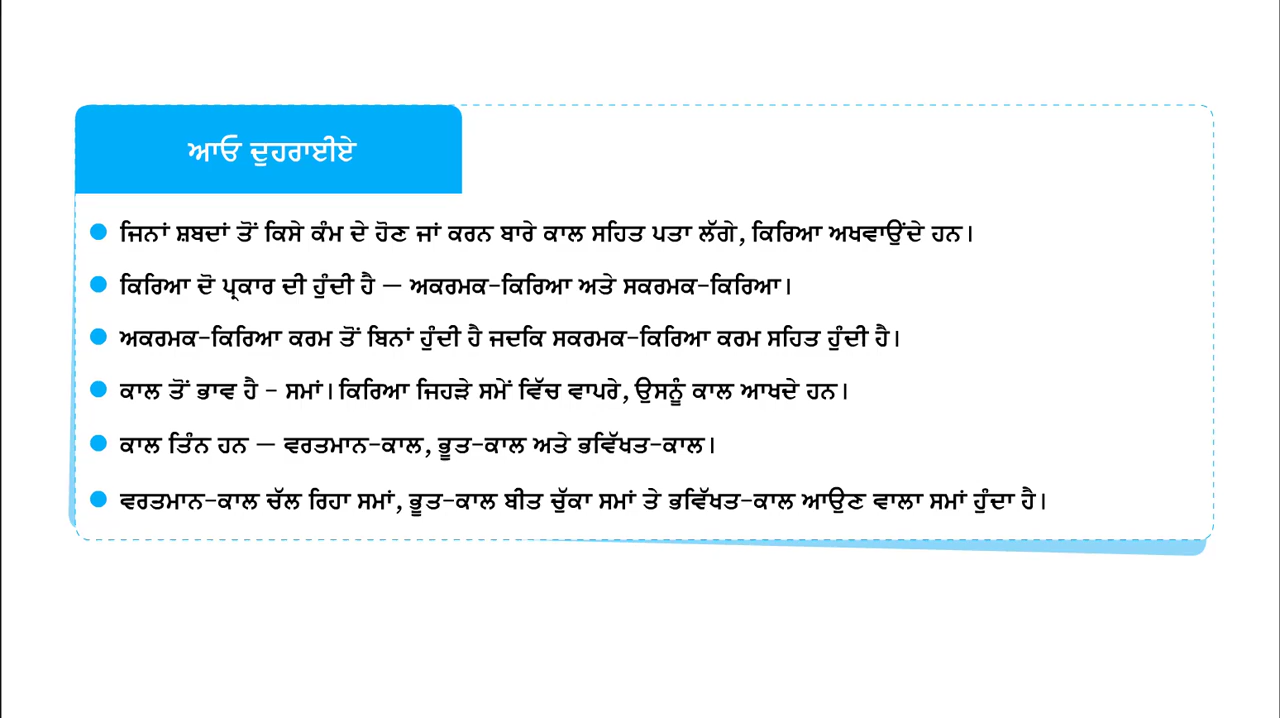 ਆਓ ਦੁਹਰਾਈਏ
ਜਿਨਾਂ ਸ਼ਬਦਾਂ ਤੋਂ ਕਿਸੇ ਕੰਮ ਦੇ ਹੋਣ ਜਾਂ ਕਰਨ ਬਾਰੇ ਕਾਲ ਸਹਿਤ ਪਤਾ ਲੱਗੇ, ਕਿਰਿਆ ਅਖਵਾਉਂਦੇ ਹਨ।
ਕਿਰਿਆ ਦੋ ਪ੍ਰਕਾਰ ਦੀ ਹੁੰਦੀ ਹੈ — ਅਕਰਮਕ-ਕਿਰਿਆ ਅਤੇ ਸਕਰਮਕ-ਕਿਰਿਆ।
ਅਕਰਮਕ-ਕਿਰਿਆ ਕਰਮ ਤੋਂ ਬਿਨਾਂ ਹੁੰਦੀ ਹੈ ਜਦਕਿ ਸਕਰਮਕ-ਕਿਰਿਆ ਕਰਮ ਸਹਿਤ ਹੁੰਦੀ ਹੈ।
ਕਾਲ ਤੋਂ ਭਾਵ ਹੈ - ਸਮਾਂ। ਕਿਰਿਆ ਜਿਹੜੇ ਸਮੇਂ ਵਿੱਚ ਵਾਪਰੇ, ਉਸਨੂੰ ਕਾਲ ਆਖਦੇ ਹਨ।
ਕਾਲ ਤਿੰਨ ਹਨ — ਵਰਤਮਾਨ-ਕਾਲ, ਭੂਤ-ਕਾਲ ਅਤੇ ਭਵਿੱਖਤ-ਕਾਲ।
ਵਰਤਮਾਨ-ਕਾਲ ਚੱਲ ਰਿਹਾ ਸਮਾਂ, ਭੂਤ-ਕਾਲ ਬੀਤ ਚੁੱਕਾ ਸਮਾਂ ਤੇ ਭਵਿੱਖਤ-ਕਾਲ ਆਉਣ ਵਾਲਾ ਸਮਾਂ ਹੁੰਦਾ ਹੈ।